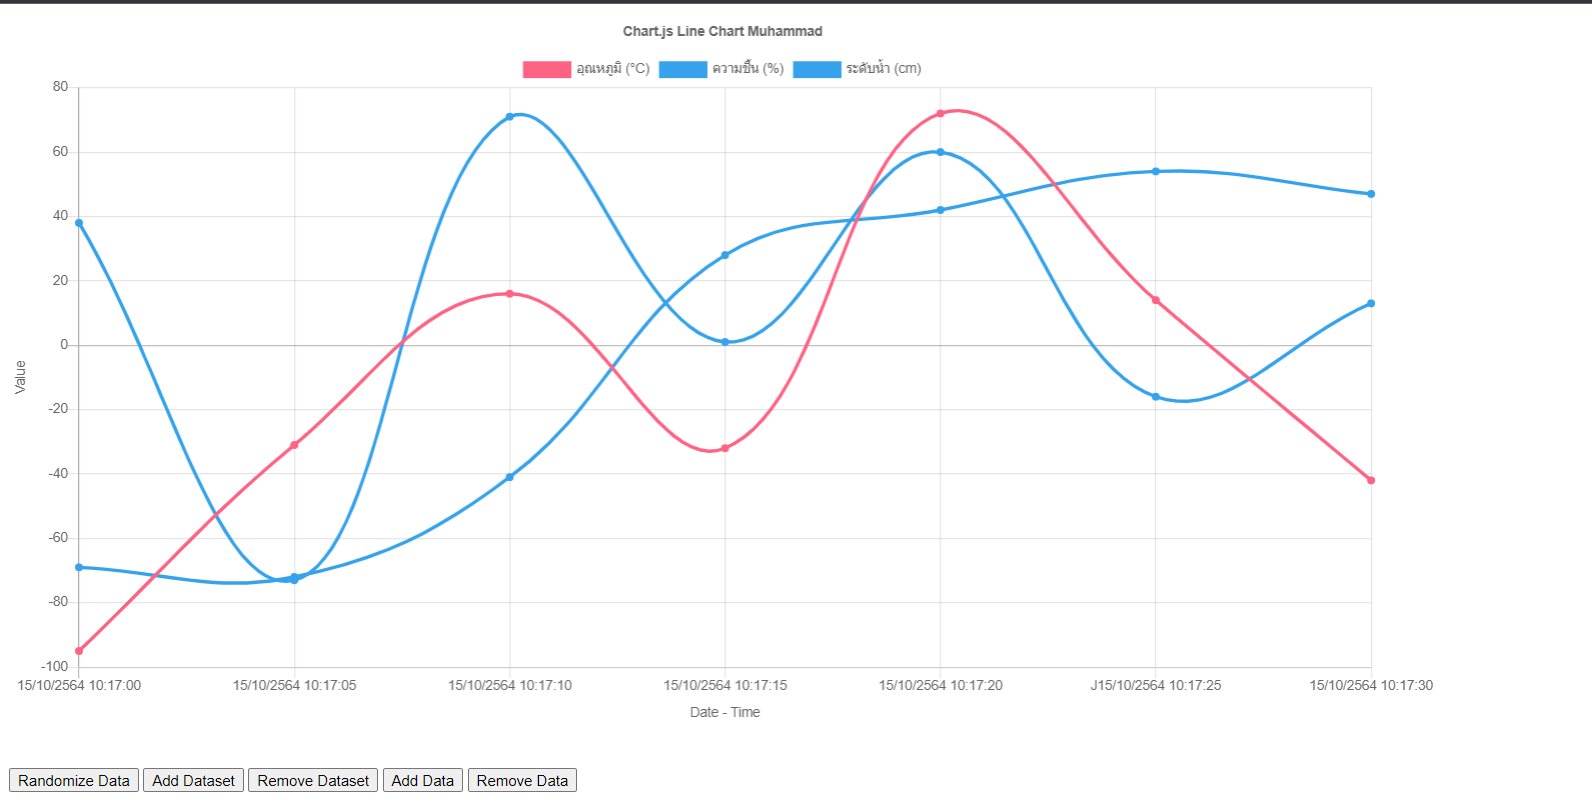 Chart.js Line Chart Muhammad
อุณหภูมิ (°C) ความชื้น (%) ระดับน้ำ (cm)
80
60
40
20
0
-20
-40
-60
-80
-100
Value
15/10/2564 10:17:00 15/10/2564 10:17:05 15/10/2564 10:17:10 15/10/2564 10:17:15 15/10/2564 10:17:20 J15/10/2564 10:17:25 15/10/2564 10:17:30
Date - Time
Randomize Data Add Dataset Remove Dataset Add Data Remove Data